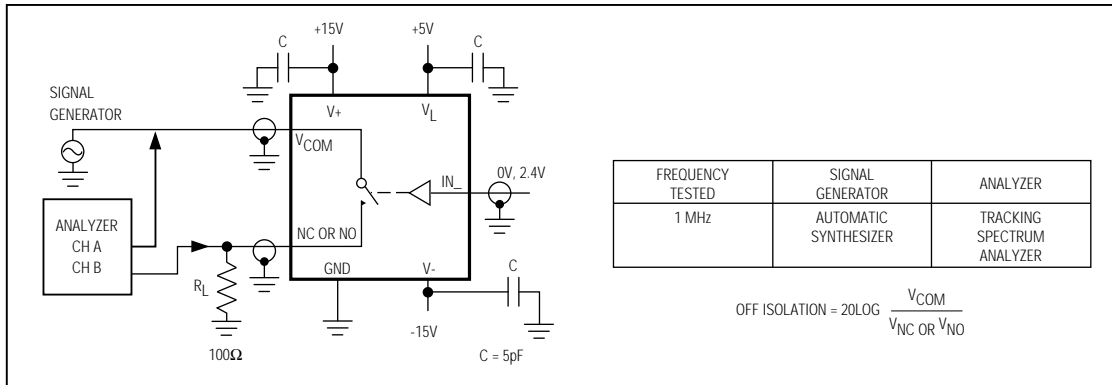 +15V
+5V
C
C
SIGNAL
GENERATOR
V+
VL
VCOM
IN_
0V, 2.4V
ANALYZER
CH A
CH B
NC OR NO
GND
V-
C
RL
-15V
100Ω
C = 5pF
FREQUENCY TESTED
SIGNAL GENERATOR
ANALYZER
1 MHz
AUTOMATIC SYNTHESIZER
TRACKING SPECTRUM ANALYZER
OFF ISOLATION = 20LOG VCOM
VNC OR VNO